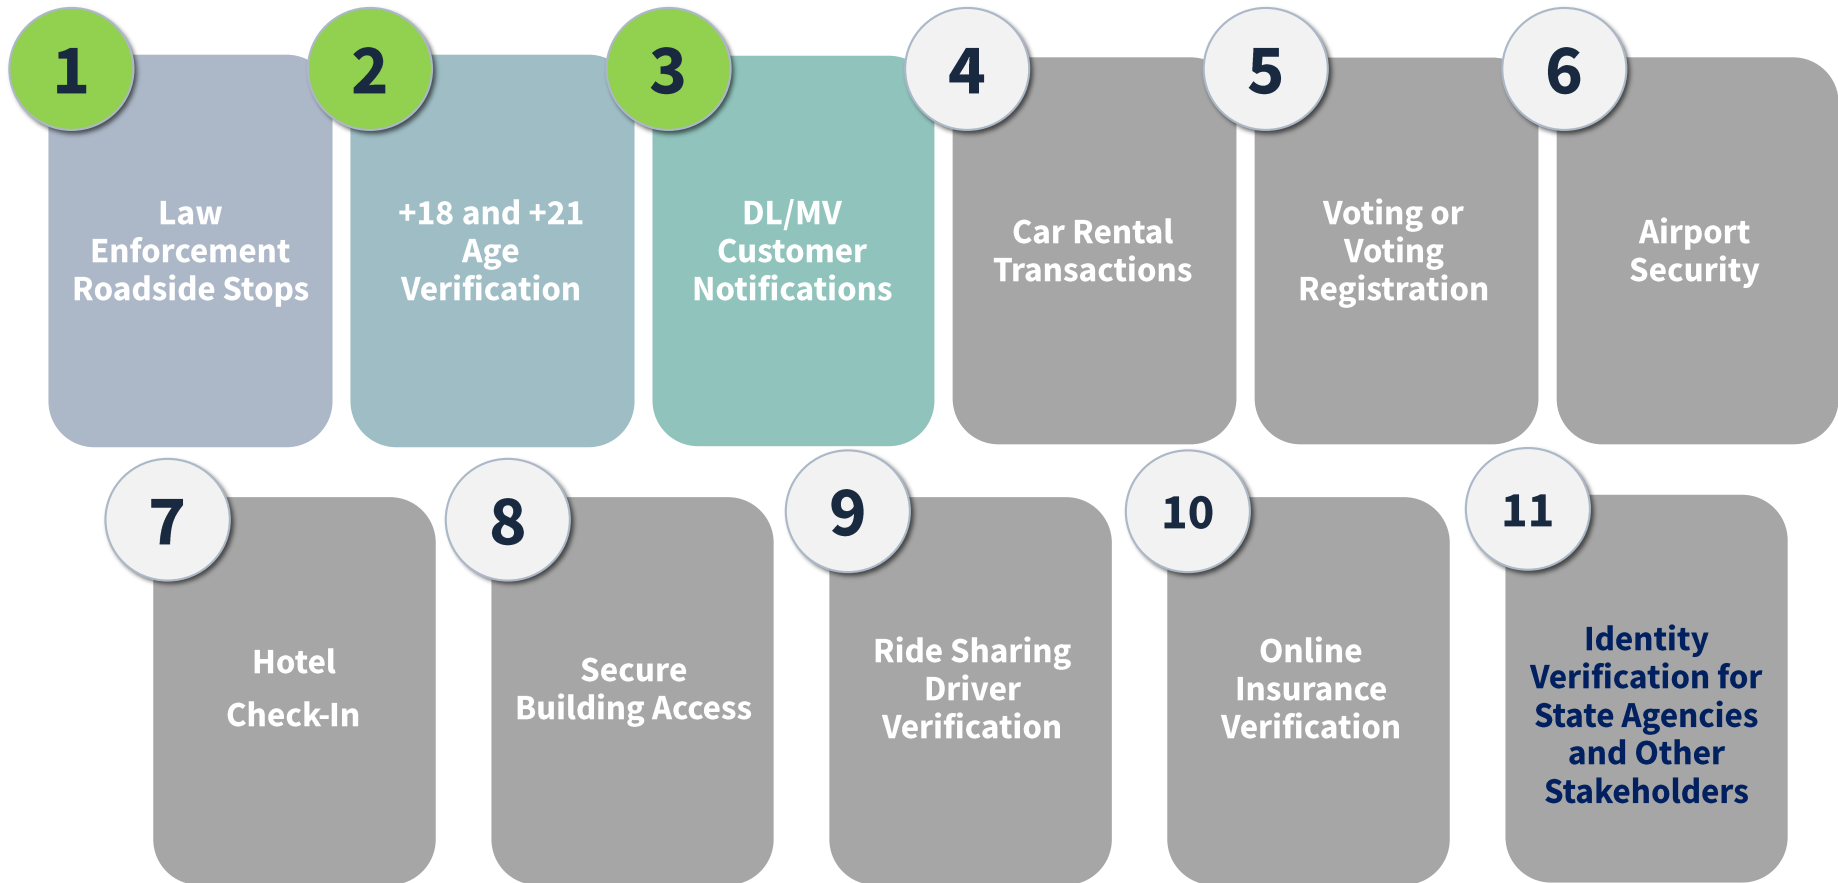 1
Law
Enforcement
Roadside Stops
2
+18 and +21
Age
Verification
3
DL/MV
Customer
Notifications
4
Car Rental
Transactions
5
Voting or
Voting
Registration
6
Airport
Security
7
Hotel
Check-In
8
Secure
Building Access
9
Ride Sharing
Driver
Verification
10
Online
Insurance
Verification
11
Identity
Verification for
State Agencies
and Other
Stakeholders